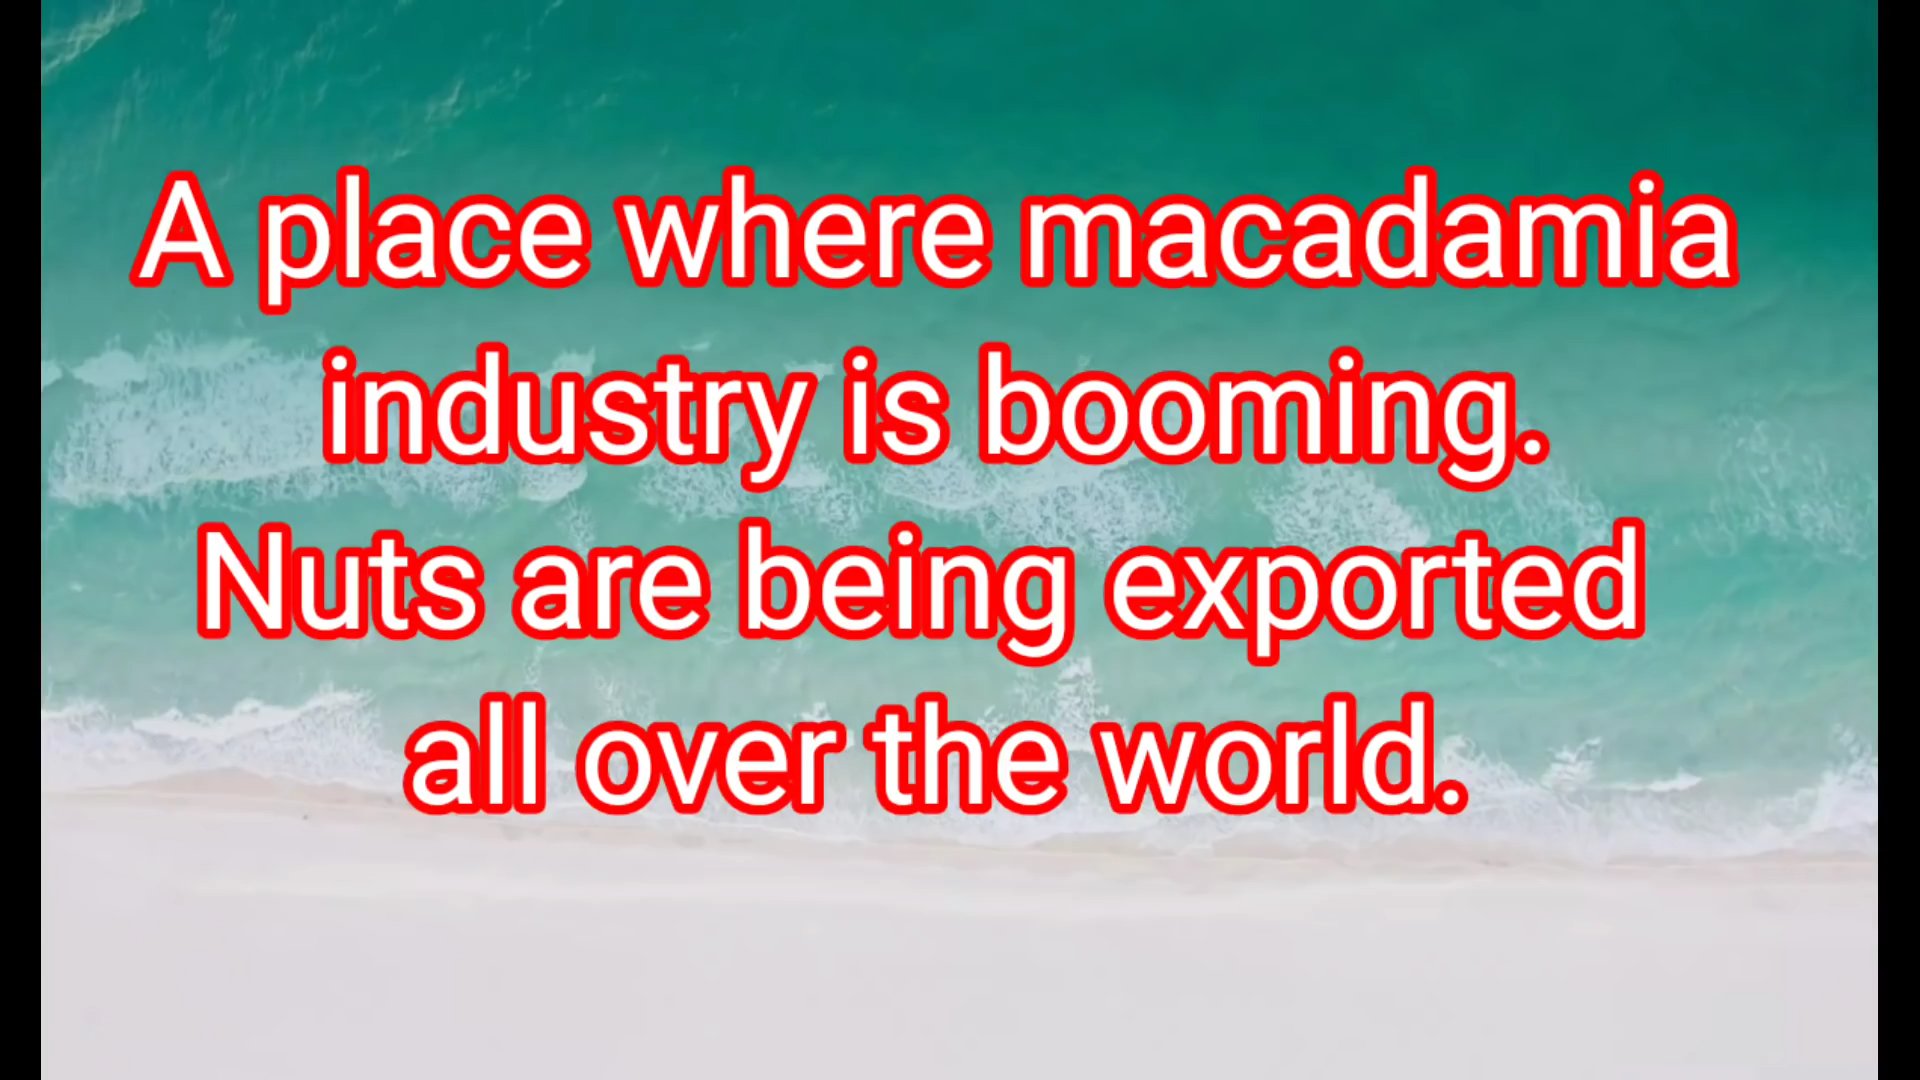 A place where macadamia
industry is booming.
Nuts are being exported
all over the world.